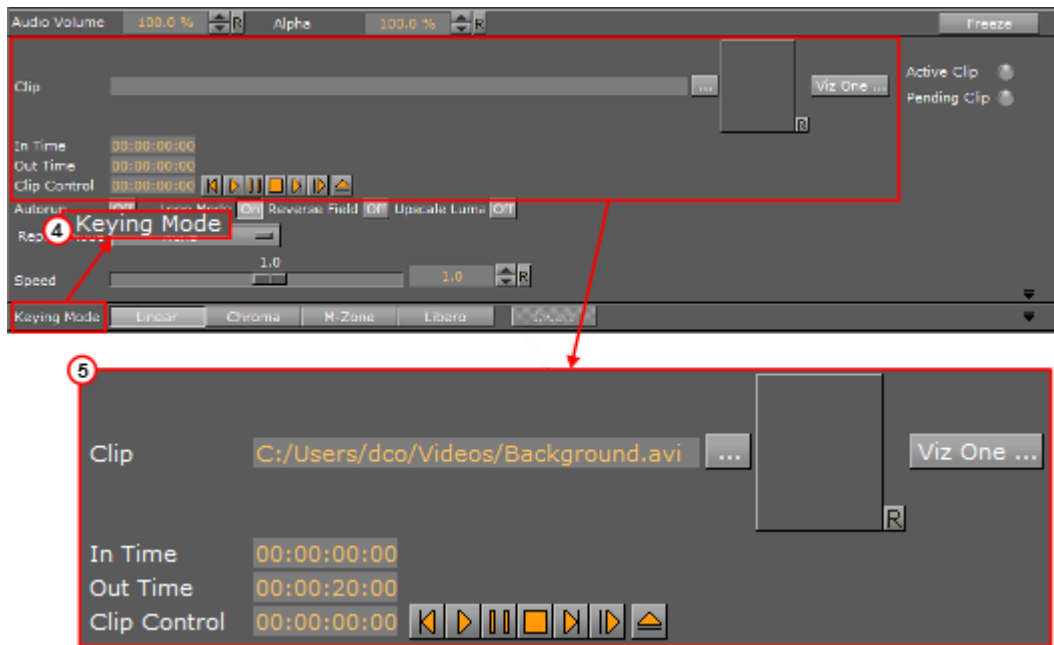 Audio Volume 100.0 % R Alpha 100.0 % R Freeze
Clip ... Viz One ... Active Clip
Pending Clip
R
In Time 00:00:00:00
Out Time 00:00:00:00
Clip Control 00:00:00:00
Autorun Off Loop Mode On Reverse Field Off Upscale Luma Off
4 Keying Mode
1.0
Speed 1.0 R
Keying Mode Linear Chroma M-Zone Libero
5
Clip C:/Users/dco/Videos/Background.avi ... Viz One ...
R
In Time 00:00:00:00
Out Time 00:00:20:00
Clip Control 00:00:00:00